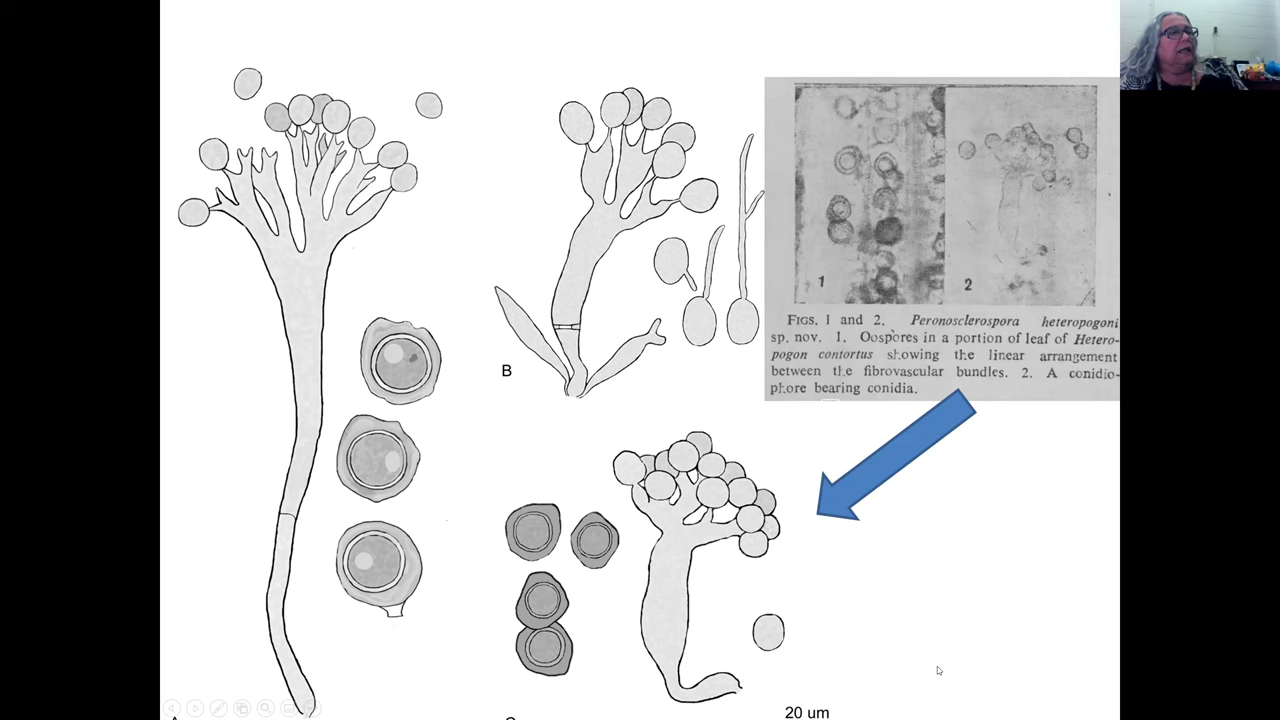 B
1
2
FIGS. 1 and 2. Peronosclerospora heteropogoni
sp. nov. 1. Oospores in a portion of leaf of Hetero-
pogon contortus showing the linear arrangement
between the fibrovascular bundles. 2. A conidio-
phore bearing conidia.
20 um